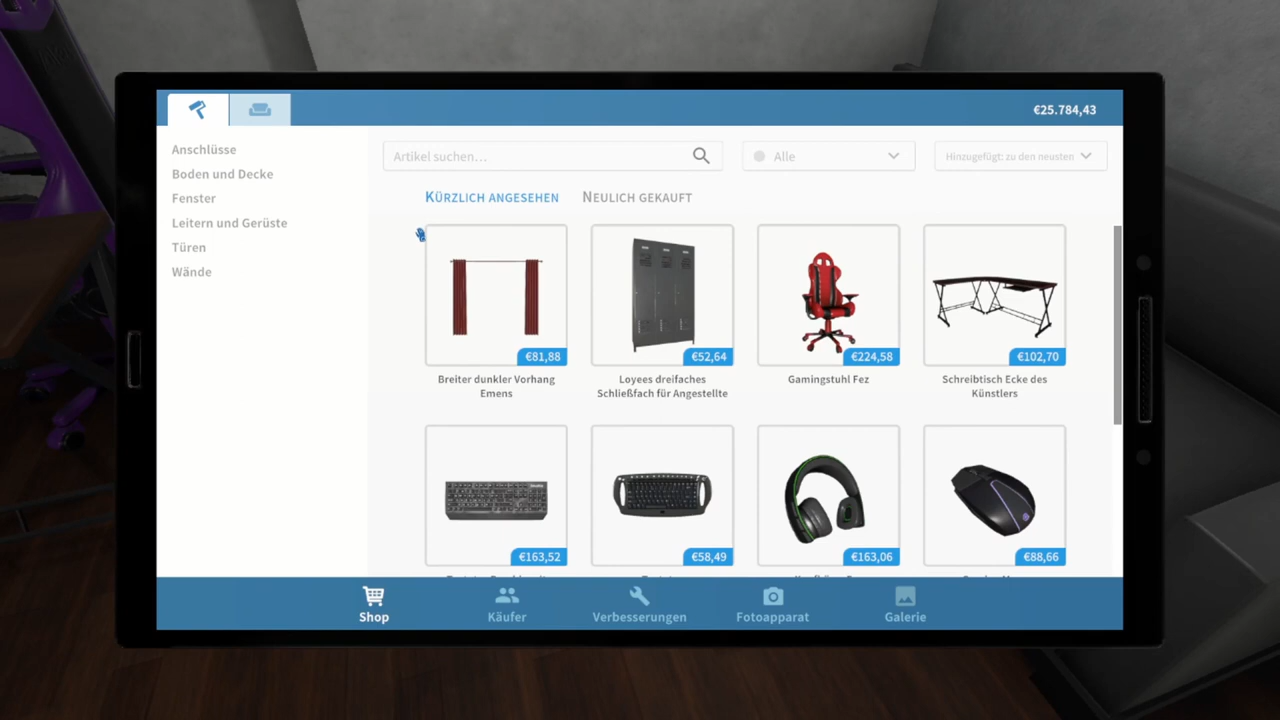 €25.784,43
Anschlüsse
Boden und Decke
Fenster
Leitern und Gerüste
Türen
Wände
Artikel suchen...
Alle
Hinzugefügt: zu den neusten
Kürzlich angesehen
Neulich gekauft
€81,88
€52,64
€224,58
€102,70
Breiter dunkler Vorhang
Emens
Loyees dreifaches
Schließfach für Angestellte
Gamingstuhl Fez
Schreibtisch Ecke des
Künstlers
€163,52
€58,49
€163,06
€88,66
Shop
Käufer
Verbesserungen
Fotoapparat
Galerie